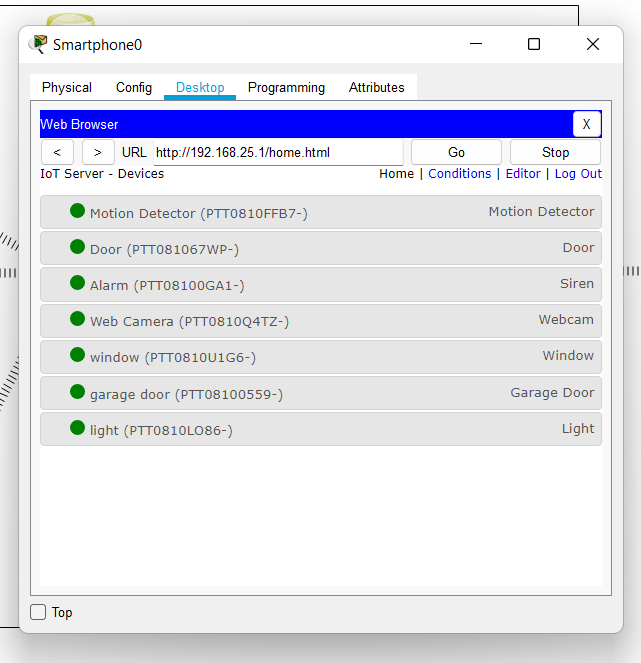 Smartphone0
Physical Config Desktop Programming Attributes
Web Browser X
< > URL http://192.168.25.1/home.html Go Stop
IoT Server - Devices Home | Conditions | Editor | Log Out
Motion Detector (PTT0810FFB7-) Motion Detector
Door (PTT081067WP-) Door
Alarm (PTT08100GA1-) Siren
Web Camera (PTT0810Q4TZ-) Webcam
window (PTT0810U1G6-) Window
garage door (PTT08100559-) Garage Door
light (PTT0810LO86-) Light
Top